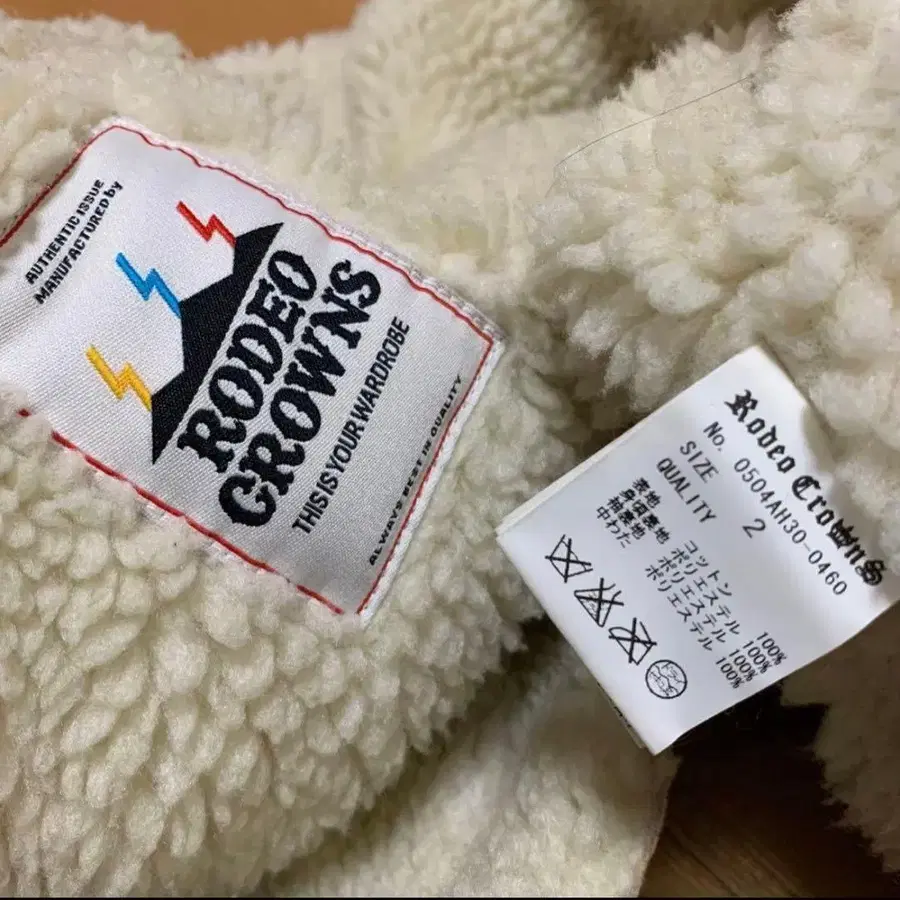 AUTHENTIC ISSUE
MANUFACTURED by
RODEO
CROWNS
THIS IS YOUR WARDROBE
ALWAYS BEST IS QUALITY
Rodeo CroWnS
No. 0504AH30-0460
SIZE 2
QUALITY
表地 コットン 100%
身頃裏地 ポリエステル 100%
袖裏地 ポリエステル 100%
中わた ポリエステル 100%